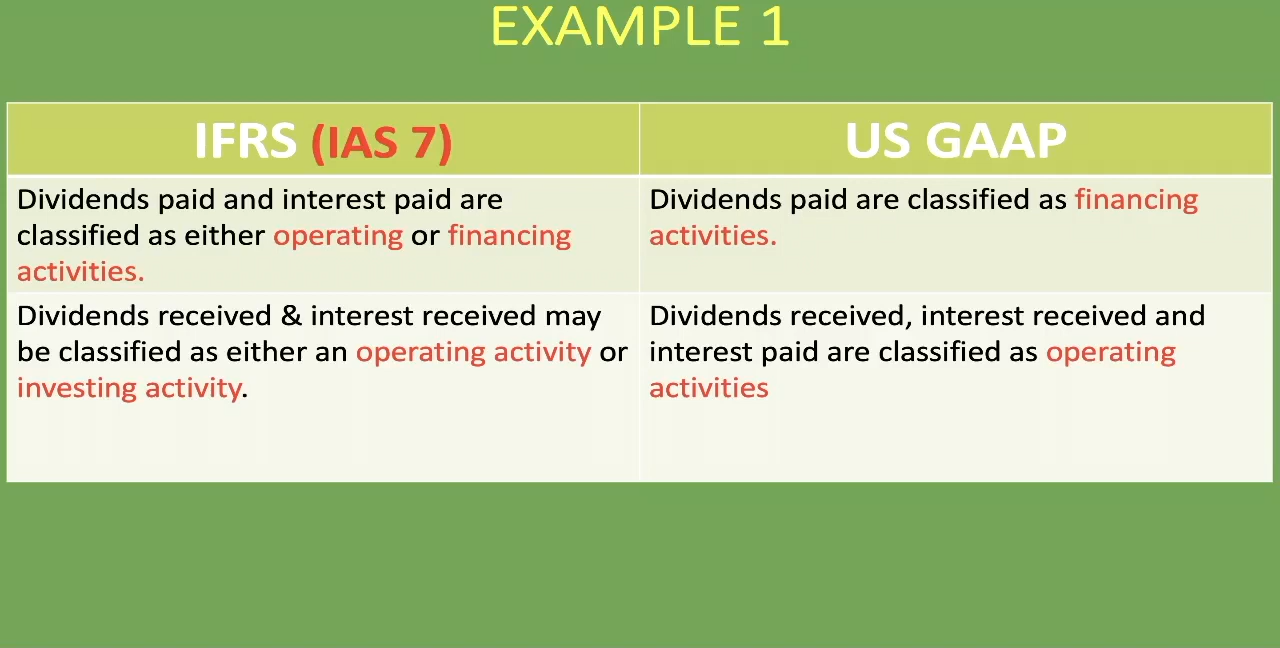 EXAMPLE 1
IFRS (IAS 7)
US GAAP
Dividends paid and interest paid are
classified as either operating or financing
activities.
Dividends paid are classified as financing
activities.
Dividends received & interest received may
be classified as either an operating activity or
investing activity.
Dividends received, interest received and
interest paid are classified as operating
activities